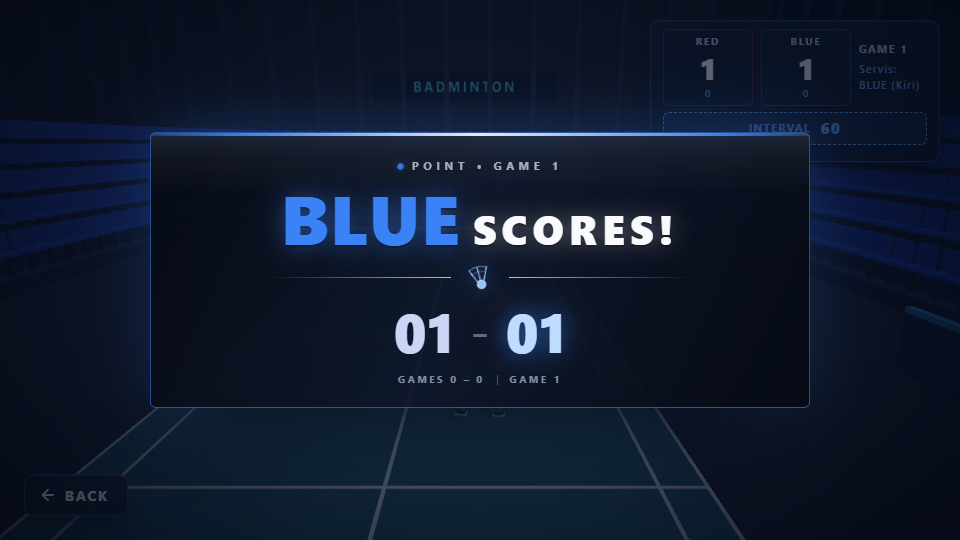 BADMINTON
RED
1
0
BLUE
1
0
GAME 1
Servis:
BLUE (Kiri)
INTERVAL 60
POINT • GAME 1
BLUE SCORES!
01 – 01
GAMES 0 – 0 | GAME 1
← BACK